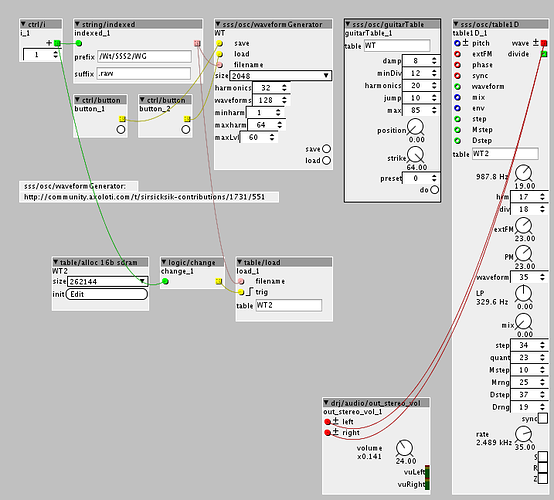 ctrl/i
i_1
+
1
string/indexed
indexed_1
prefix /Wt/SSS2/WG
suffix .raw
ctrl/button
button_1
ctrl/button
button_2
sss/osc/waveformGenerator
WT
save
load
filename
size 2048
harmonics 32
waveforms 128
minharm 1
maxharm 64
maxLvl 60
save
load
sss/osc/guitarTable
guitarTable_1
table WT
damp 8
minDiv 12
harmonics 20
jump 10
max 85
position
0.00
strike
64.00
preset 0
do
sss/osc/table1D
table1D_1
± pitch wave ±
extFM divide
phase
sync
waveform
mix
env
step
Mstep
Dstep
table WT2
987.8 Hz
19.00
hrm 17
div 18
extFM
23.00
PM
23.00
waveform 35
LP
329.6 Hz
0.00
mix
0.00
step 34
quant 23
Mstep 10
Mrng 25
Dstep 37
Drng 19
sync
rate
2.489 kHz
35.00
S
R
Z
sss/osc/waveformGenerator:
http://community.axoloti.com/t/sirsicksik-contributions/1731/551
table/alloc 16b sdram
WT2
size 262144
init Edit
logic/change
change_1
table/load
load_1
filename
trig
table WT2
drj/audio/out_stereo_vol
out_stereo_vol_1
± left
± right
volume
x0.141
24.00
vuLeft
vuRight